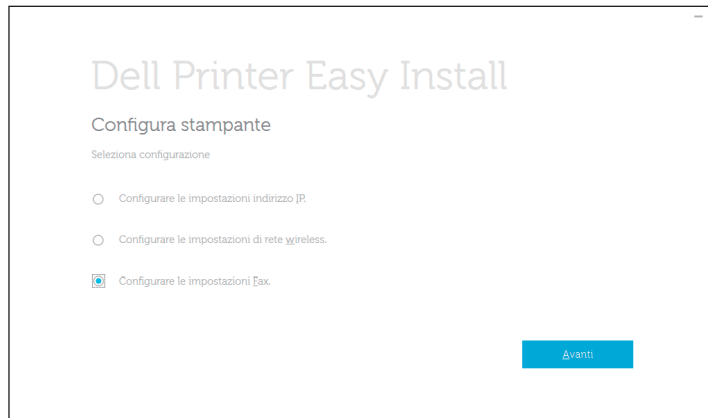 Dell Printer Easy Install
Configura stampante
Seleziona configurazione
Configurare le impostazioni indirizzo IP.
Configurare le impostazioni di rete wireless.
Configurare le impostazioni Fax.
Avanti